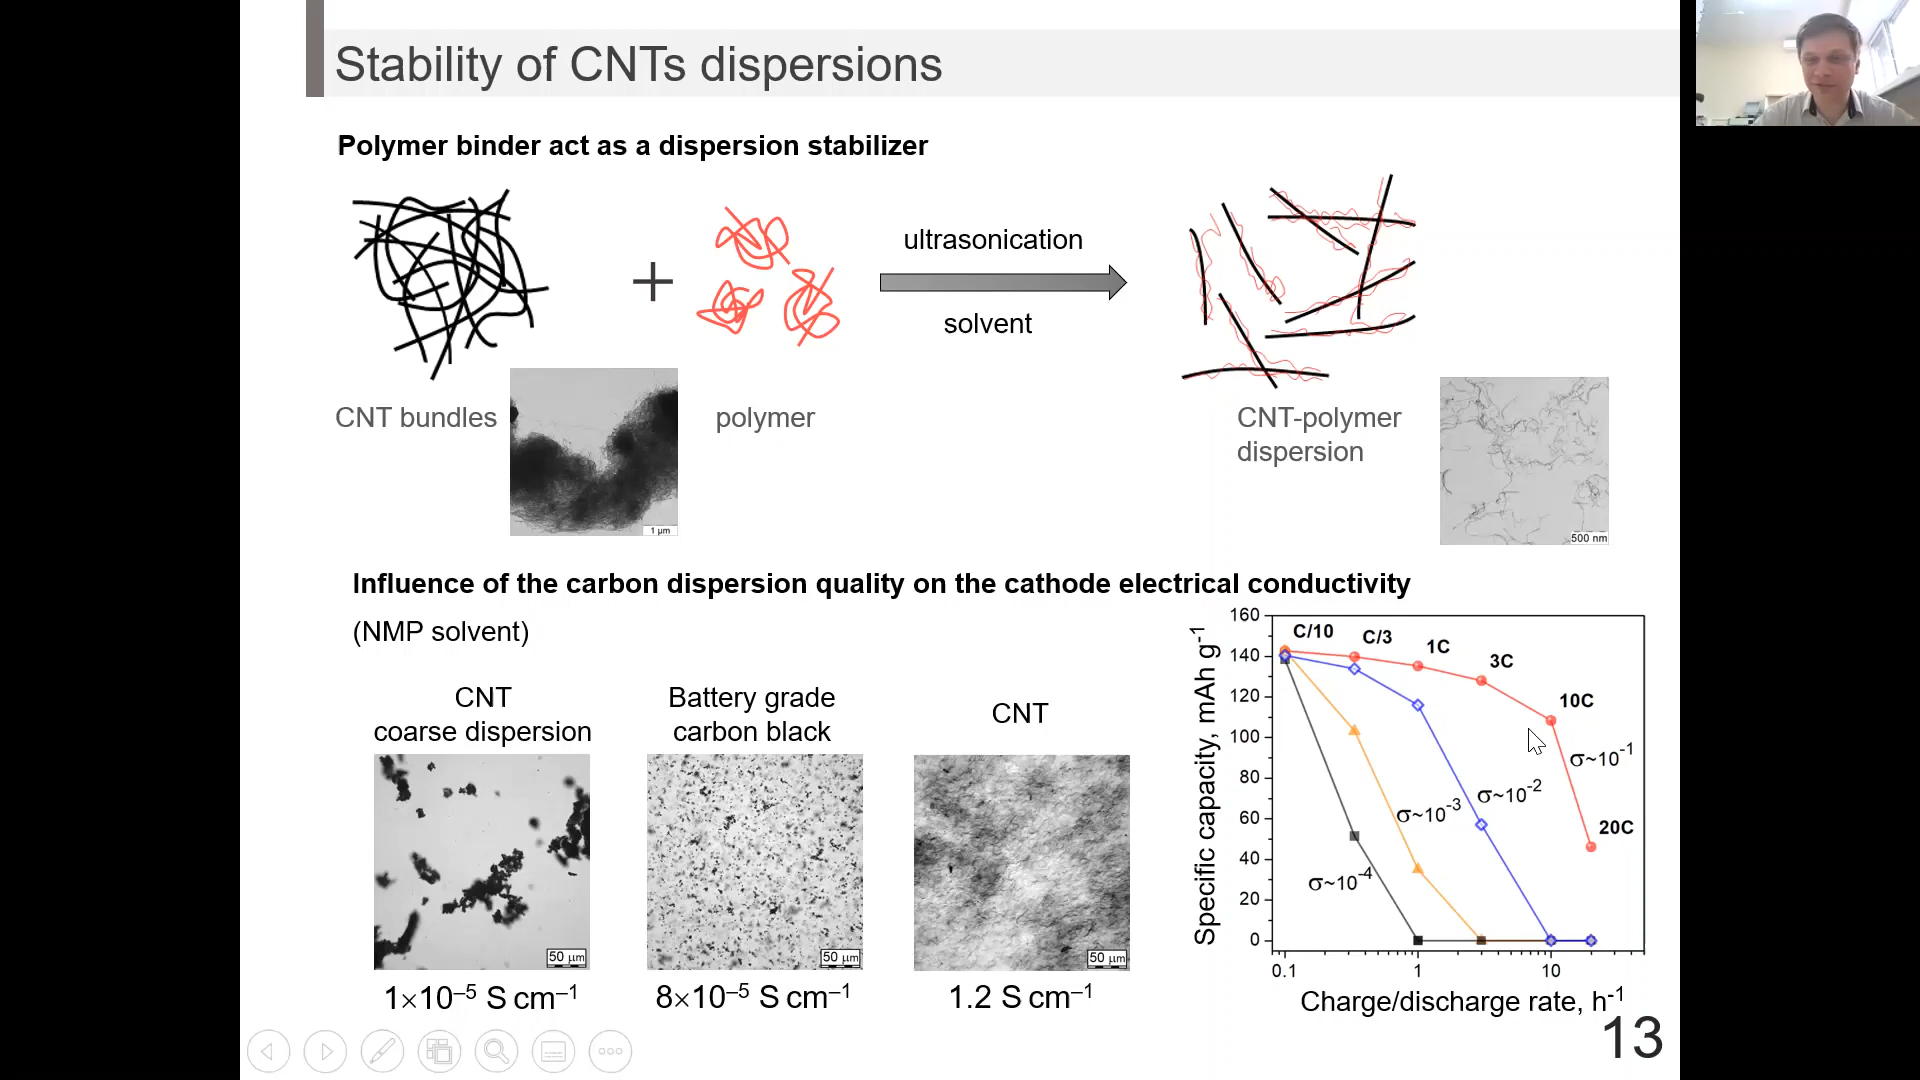 Stability of CNTs dispersions
Polymer binder act as a dispersion stabilizer
+
ultrasonication
solvent
CNT bundles
1 µm
polymer
CNT-polymer
dispersion
500 nm
Influence of the carbon dispersion quality on the cathode electrical conductivity
(NMP solvent)
CNT
coarse dispersion
50 µm
1×10⁻⁵ S cm⁻¹
Battery grade
carbon black
50 µm
8×10⁻⁵ S cm⁻¹
CNT
50 µm
1.2 S cm⁻¹
Specific capacity, mAh g⁻¹
160
140
120
100
80
60
40
20
0
C/10
C/3
1C
3C
10C
20C
σ~10⁻¹
σ~10⁻²
σ~10⁻³
σ~10⁻⁴
0.1
1
10
Charge/discharge rate, h⁻¹
13